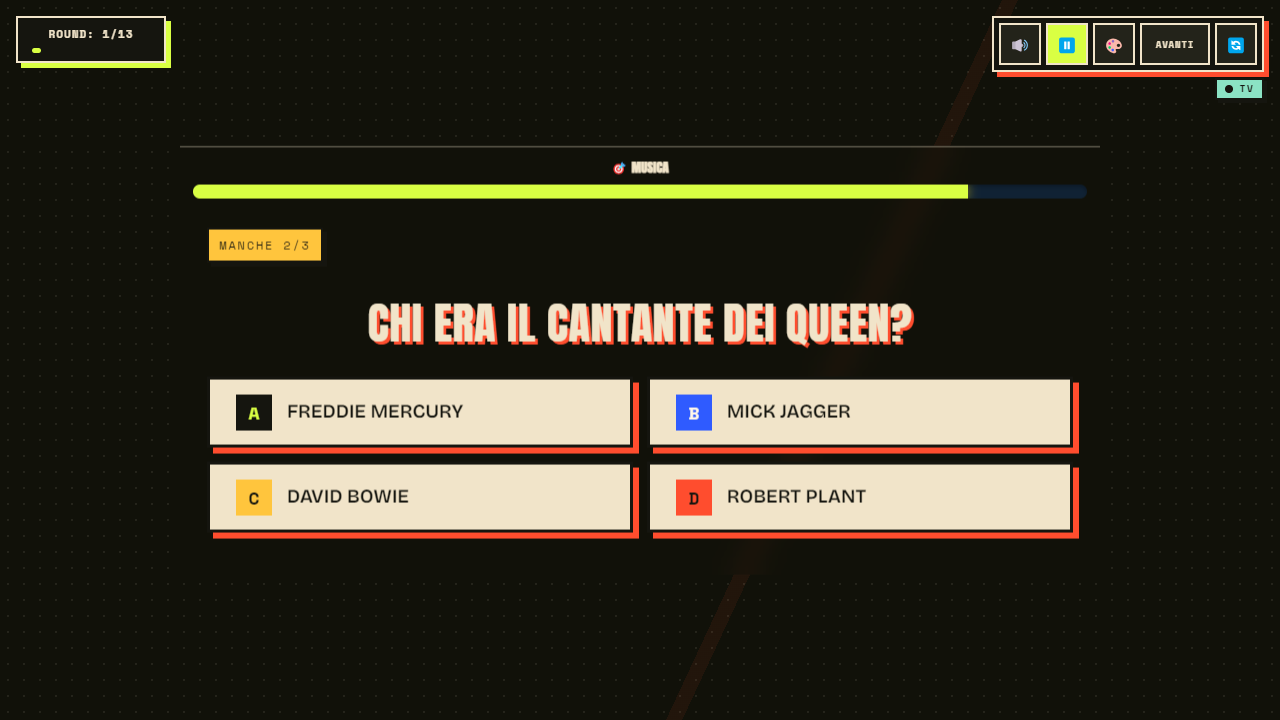 ROUND: 1/13
AVANTI
TV
MUSICA
MANCHE 2/3
CHI ERA IL CANTANTE DEI QUEEN?
A FREDDIE MERCURY
B MICK JAGGER
C DAVID BOWIE
D ROBERT PLANT